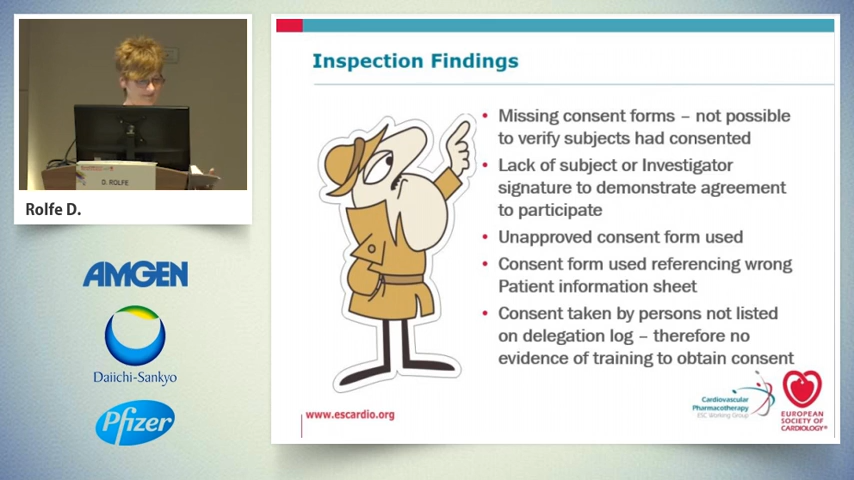 D. ROLFE
Rolfe D.
AMGEN
Daiichi-Sankyo
Pfizer
Inspection Findings
• Missing consent forms – not possible
to verify subjects had consented
• Lack of subject or Investigator
signature to demonstrate agreement
to participate
• Unapproved consent form used
• Consent form used referencing wrong
Patient information sheet
• Consent taken by persons not listed
on delegation log – therefore no
evidence of training to obtain consent
www.escardio.org
Cardiovascular
Pharmacotherapy
ESC Working Group
EUROPEAN
SOCIETY OF
CARDIOLOGY®